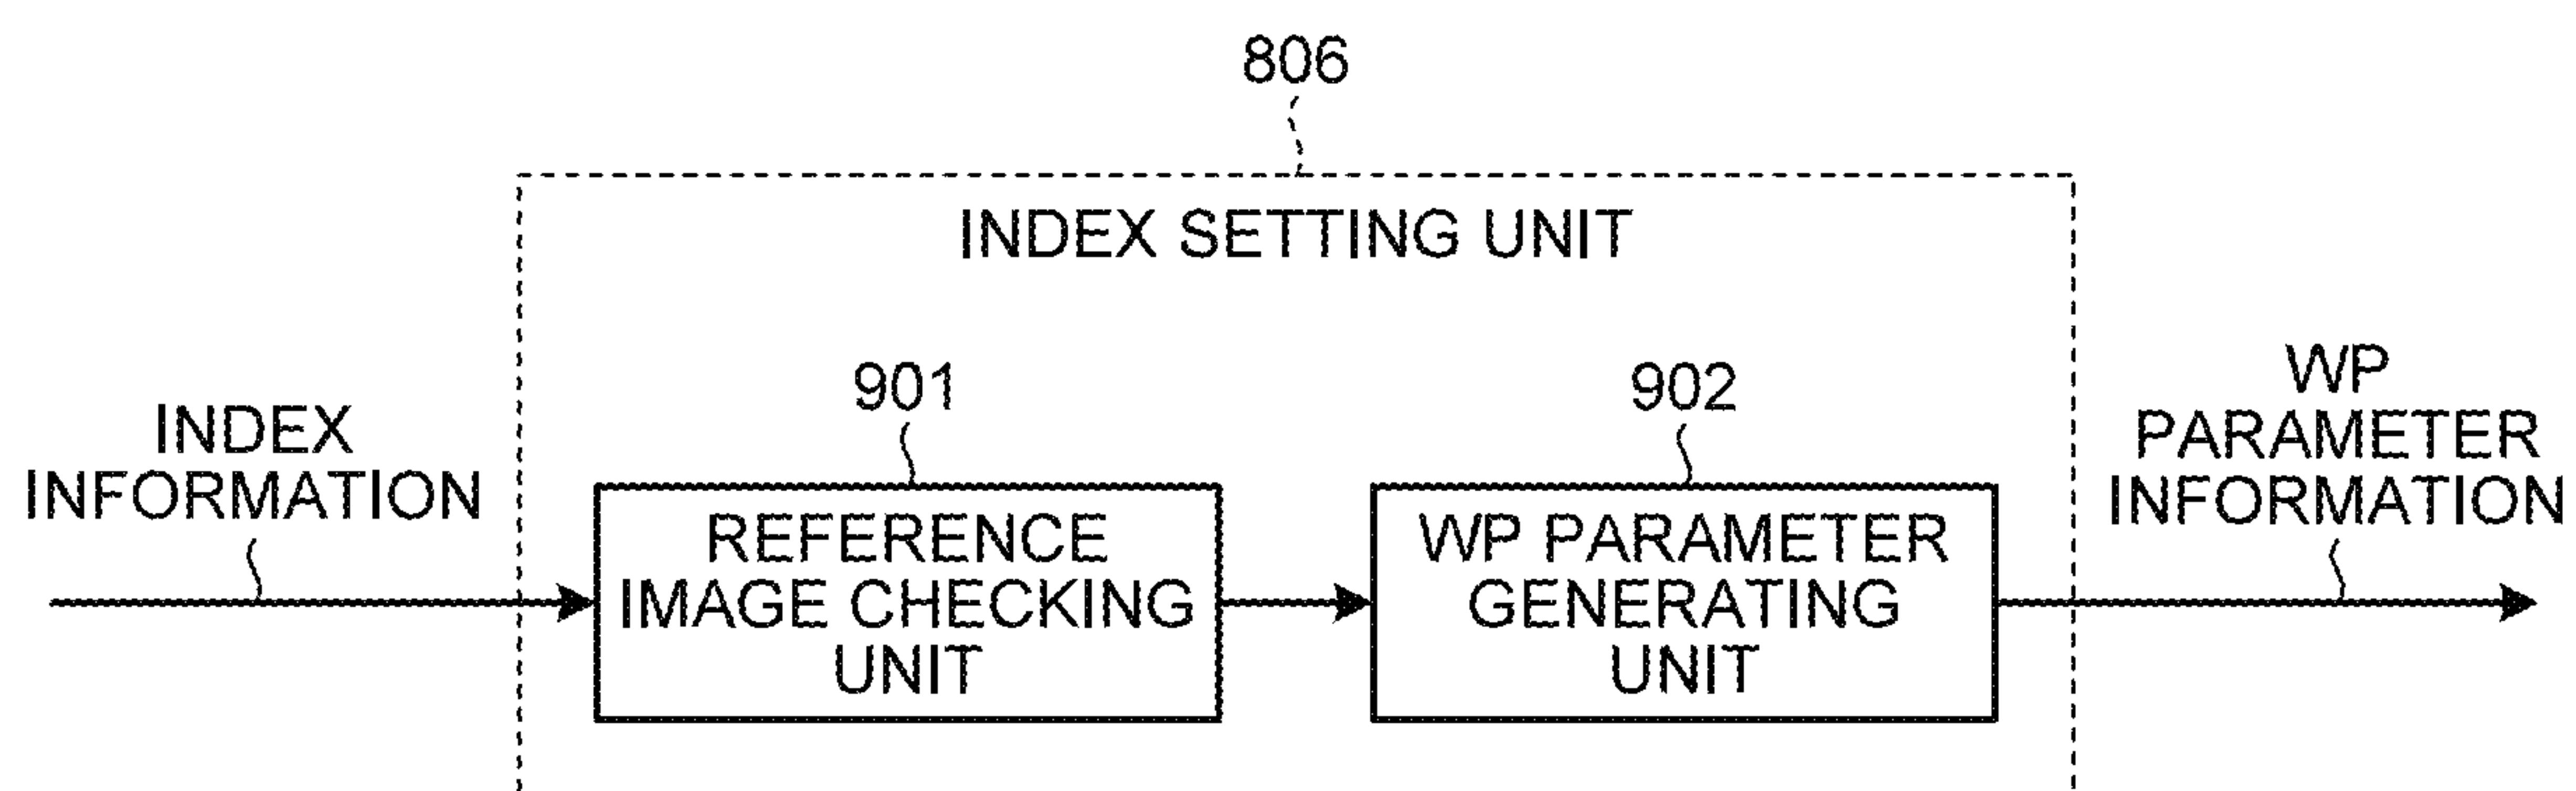 806
INDEX SETTING UNIT
901
902
INDEX
INFORMATION
REFERENCE
IMAGE CHECKING
UNIT
WP PARAMETER
GENERATING
UNIT
WP
PARAMETER
INFORMATION